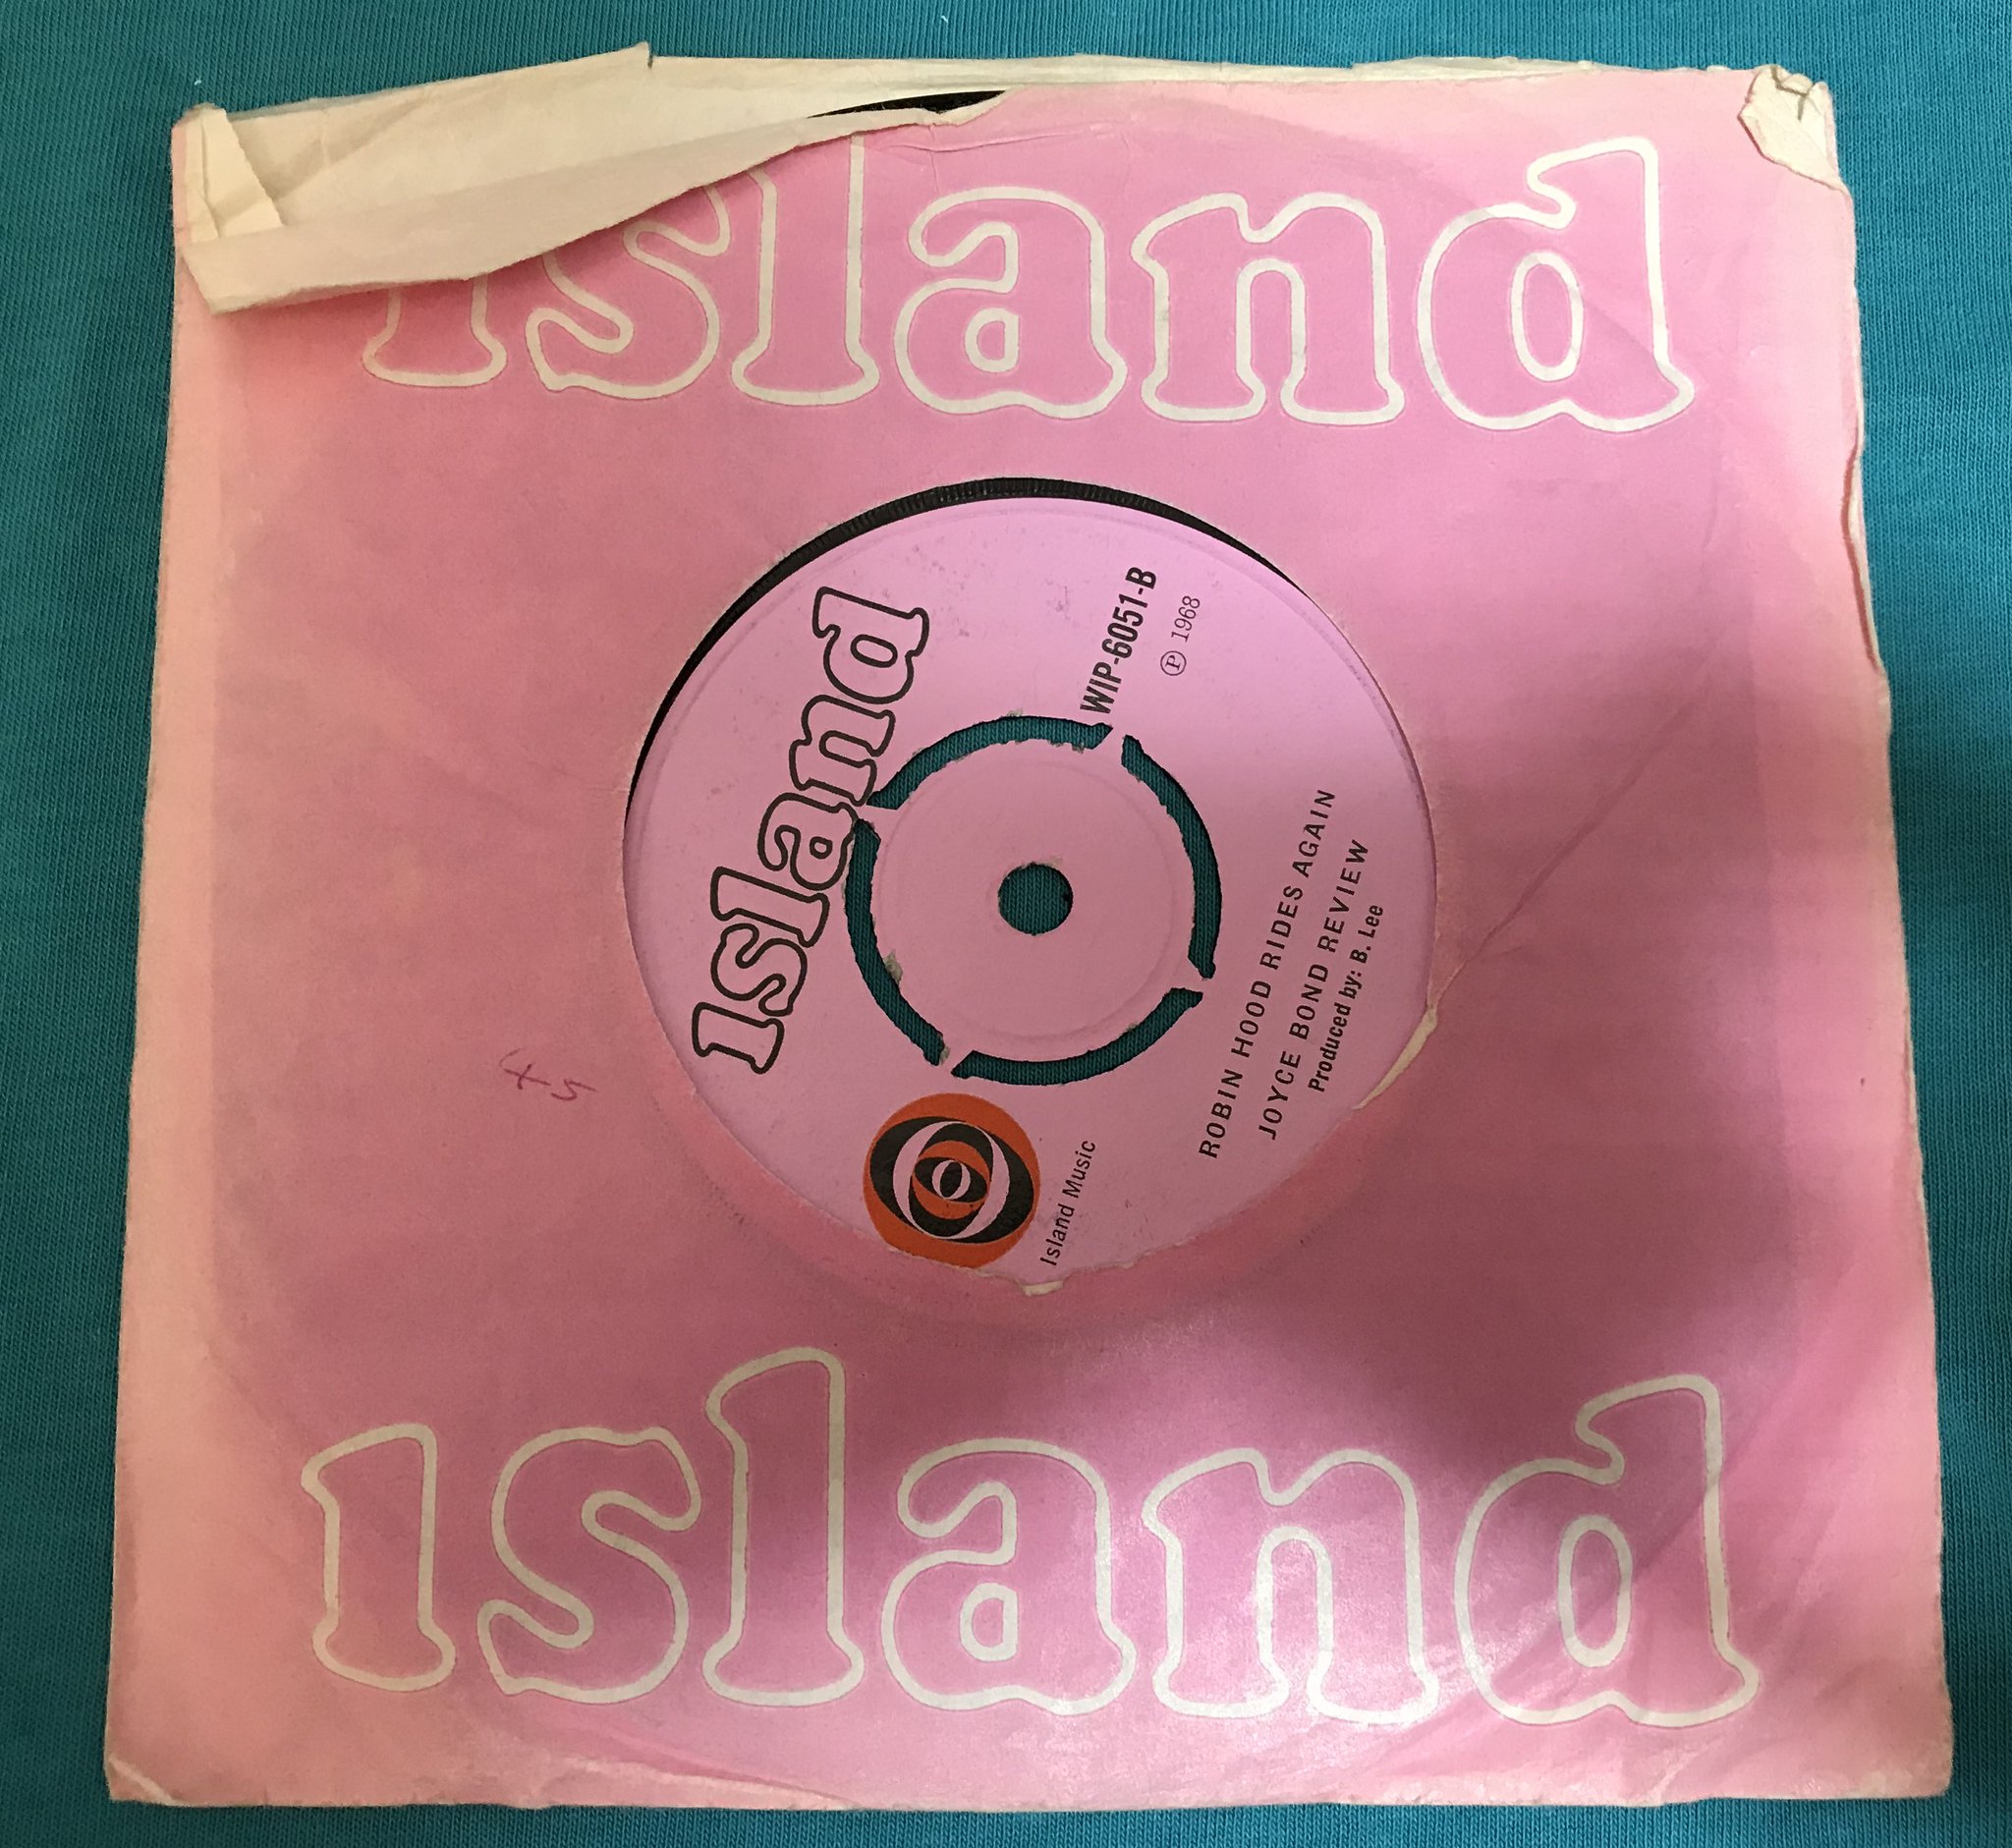 island
Island
WIP-6051-B
℗ 1968
Island Music
ROBIN HOOD RIDES AGAIN
JOYCE BOND REVIEW
Produced by: B. Lee
45
island